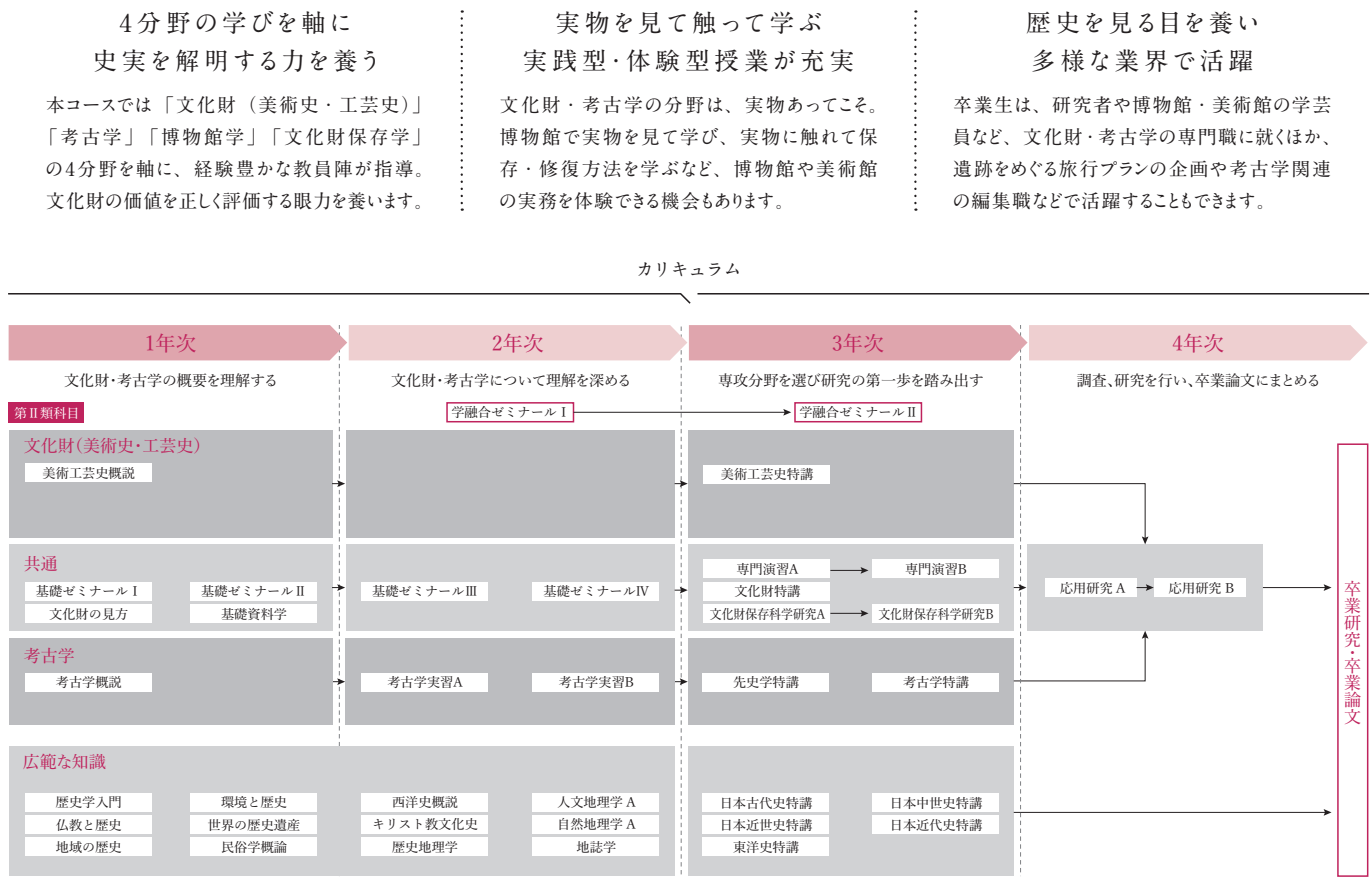 4分野の学びを軸に
史実を解明する力を養う
本コースでは「文化財（美術史・工芸史）」
「考古学」「博物館学」「文化財保存学」
の4分野を軸に、経験豊かな教員陣が指導。
文化財の価値を正しく評価する眼力を養います。
実物を見て触って学ぶ
実践型・体験型授業が充実
文化財・考古学の分野は、実物あってこそ。
博物館で実物を見て学び、実物に触れて保
存・修復方法を学ぶなど、博物館や美術館
の実務を体験できる機会もあります。
歴史を見る目を養い
多様な業界で活躍
卒業生は、研究者や博物館・美術館の学芸
員など、文化財・考古学の専門職に就くほか、
遺跡をめぐる旅行プランの企画や考古学関連
の編集職などで活躍することもできます。
カリキュラム
1年次
2年次
3年次
4年次
文化財・考古学の概要を理解する
文化財・考古学について理解を深める
専攻分野を選び研究の第一歩を踏み出す
調査、研究を行い、卒業論文にまとめる
第Ⅱ類科目
学融合ゼミナールⅠ
学融合ゼミナールⅡ
文化財(美術史・工芸史)
美術工芸史概説
美術工芸史特講
共通
基礎ゼミナールⅠ
基礎ゼミナールⅡ
文化財の見方
基礎資料学
基礎ゼミナールⅢ
基礎ゼミナールⅣ
専門演習A
専門演習B
文化財特講
文化財保存科学研究A
文化財保存科学研究B
応用研究 A
応用研究 B
考古学
考古学概説
考古学実習A
考古学実習B
先史学特講
考古学特講
広範な知識
歴史学入門
環境と歴史
仏教と歴史
世界の歴史遺産
地域の歴史
民俗学概論
西洋史概説
人文地理学 A
キリスト教文化史
自然地理学 A
歴史地理学
地誌学
日本古代史特講
日本中世史特講
日本近世史特講
日本近代史特講
東洋史特講
卒業研究・卒業論文